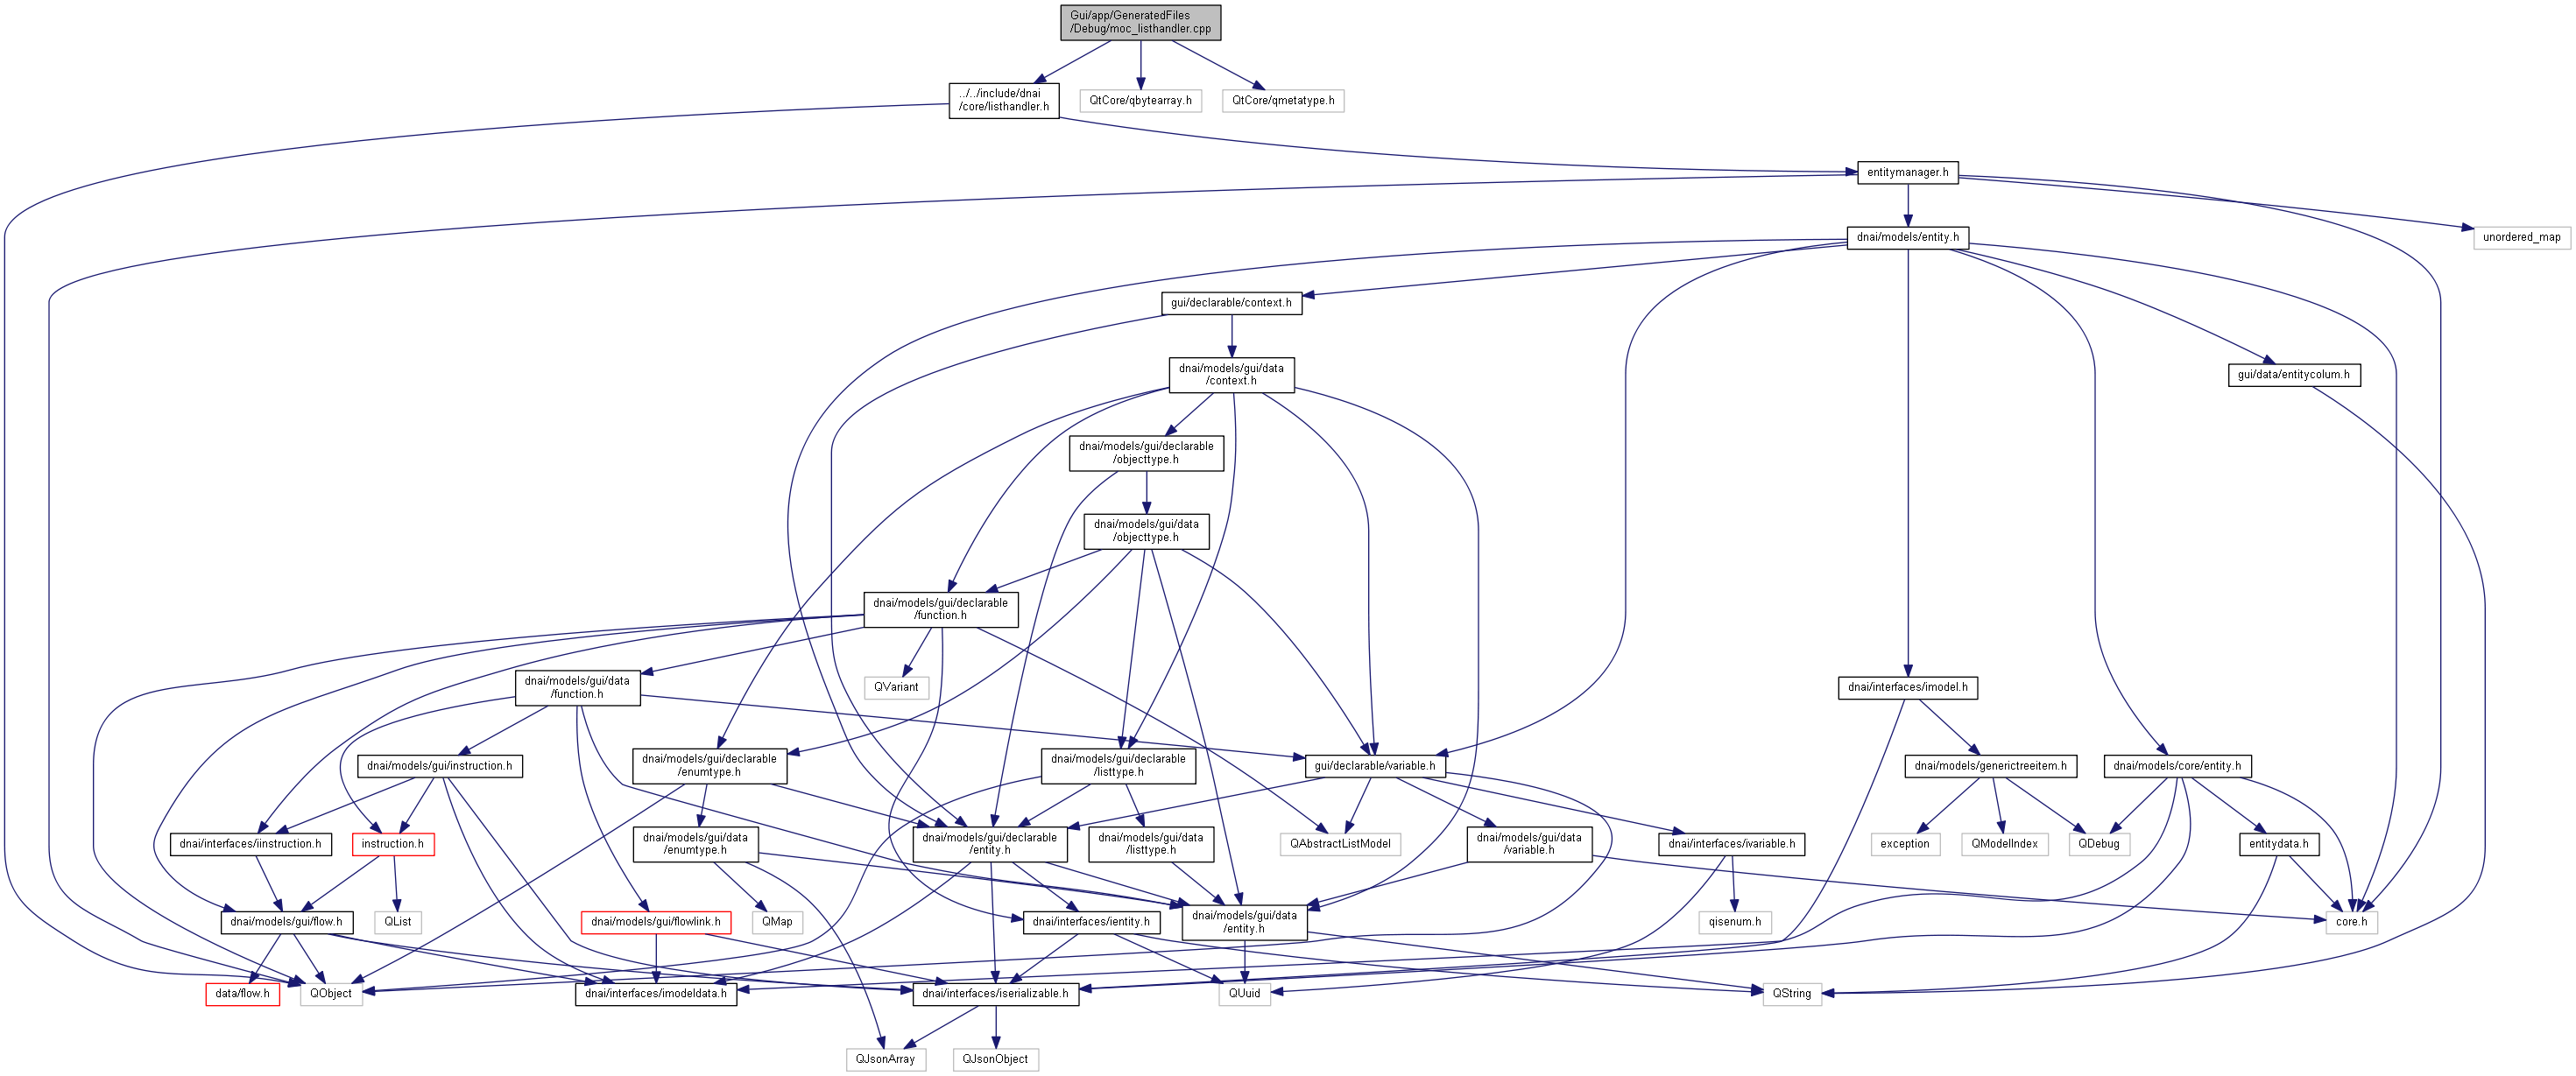 Gui/app/GeneratedFiles
/Debug/moc_listhandler.cpp
../../include/dnai
/core/listhandler.h
QtCore/qbytearray.h
QtCore/qmetatype.h
entitymanager.h
dnai/models/entity.h
unordered_map
gui/declarable/context.h
dnai/models/gui/data
/context.h
gui/data/entitycolum.h
dnai/models/gui/declarable
/objecttype.h
dnai/models/gui/data
/objecttype.h
dnai/models/gui/declarable
/function.h
dnai/models/gui/data
/function.h
QVariant
dnai/interfaces/imodel.h
dnai/models/gui/instruction.h
dnai/models/gui/declarable
/enumtype.h
dnai/models/gui/declarable
/listtype.h
gui/declarable/variable.h
dnai/models/generictreeitem.h
dnai/models/core/entity.h
dnai/interfaces/iinstruction.h
instruction.h
dnai/models/gui/data
/enumtype.h
dnai/models/gui/declarable
/entity.h
dnai/models/gui/data
/listtype.h
QAbstractListModel
dnai/models/gui/data
/variable.h
dnai/interfaces/ivariable.h
exception
QModelIndex
QDebug
entitydata.h
dnai/models/gui/flow.h
QList
dnai/models/gui/flowlink.h
QMap
dnai/interfaces/ientity.h
dnai/models/gui/data
/entity.h
qisenum.h
core.h
data/flow.h
QObject
dnai/interfaces/imodeldata.h
dnai/interfaces/iserializable.h
QUuid
QString
QJsonArray
QJsonObject